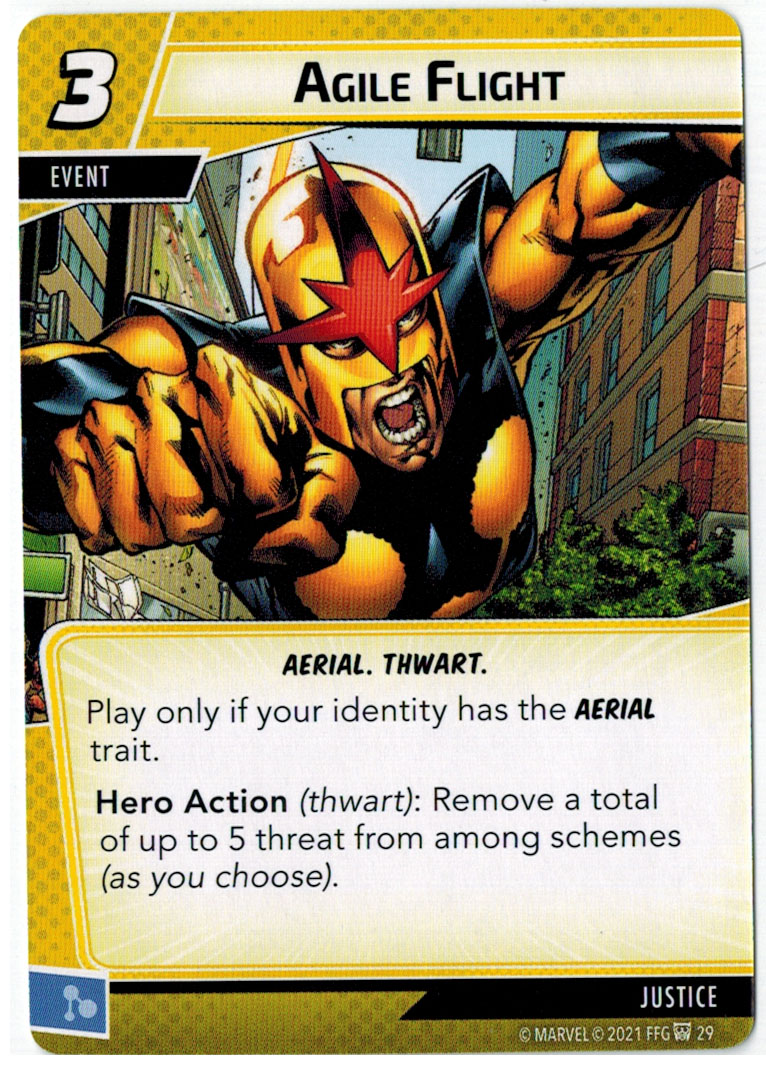 3
AGILE FLIGHT
EVENT
AERIAL. THWART.
Play only if your identity has the AERIAL
trait.
Hero Action (thwart): Remove a total
of up to 5 threat from among schemes
(as you choose).
JUSTICE
© MARVEL © 2021 FFG 29